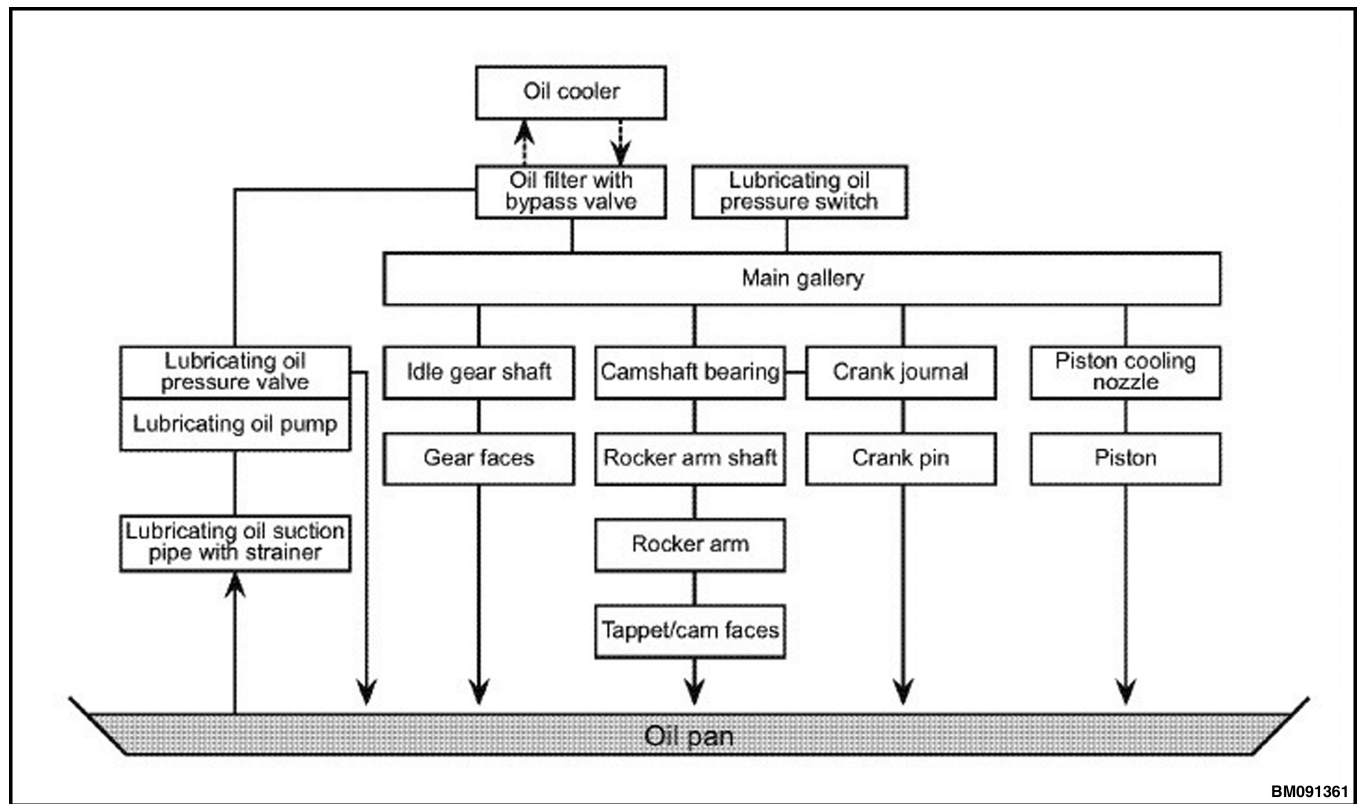 Oil cooler
Oil filter with
bypass valve
Lubricating oil
pressure switch
Main gallery
Lubricating oil
pressure valve
Idle gear shaft
Camshaft bearing
Crank journal
Piston cooling
nozzle
Lubricating oil pump
Gear faces
Rocker arm shaft
Crank pin
Piston
Lubricating oil suction
pipe with strainer
Rocker arm
Tappet/cam faces
Oil pan
BM091361